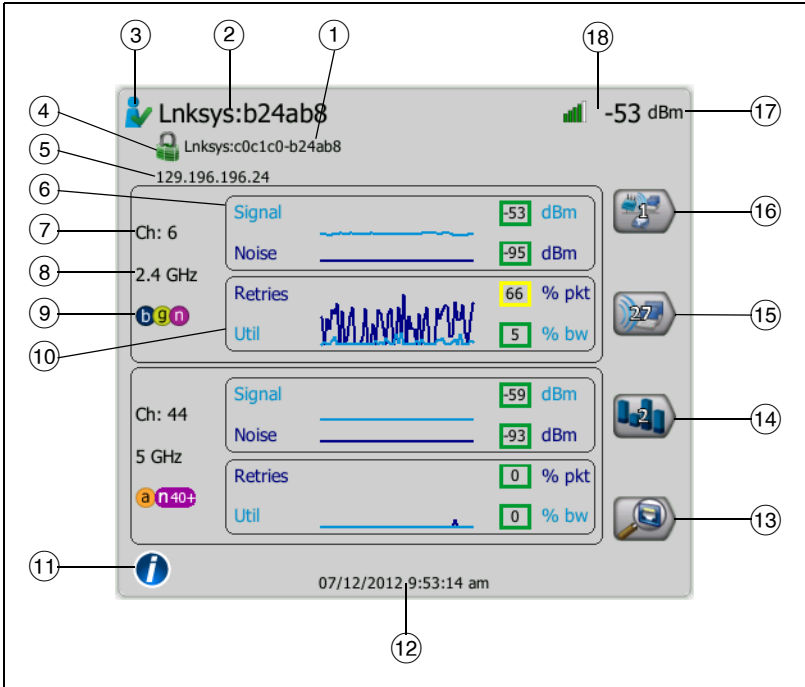 3
2
1
18
Lnksys:b24ab8
-53 dBm
17
4
Lnksys:c0c1c0-b24ab8
5
129.196.196.24
6
7
Ch: 6
8
2.4 GHz
9
b g n
10
Signal -53 dBm
Noise -95 dBm
Retries 66 % pkt
Util 5 % bw
1
16
27
15
Ch: 44
5 GHz
a n 40+
Signal -59 dBm
Noise -93 dBm
Retries 0 % pkt
Util 0 % bw
2
14
13
11
i
07/12/2012 9:53:14 am
12